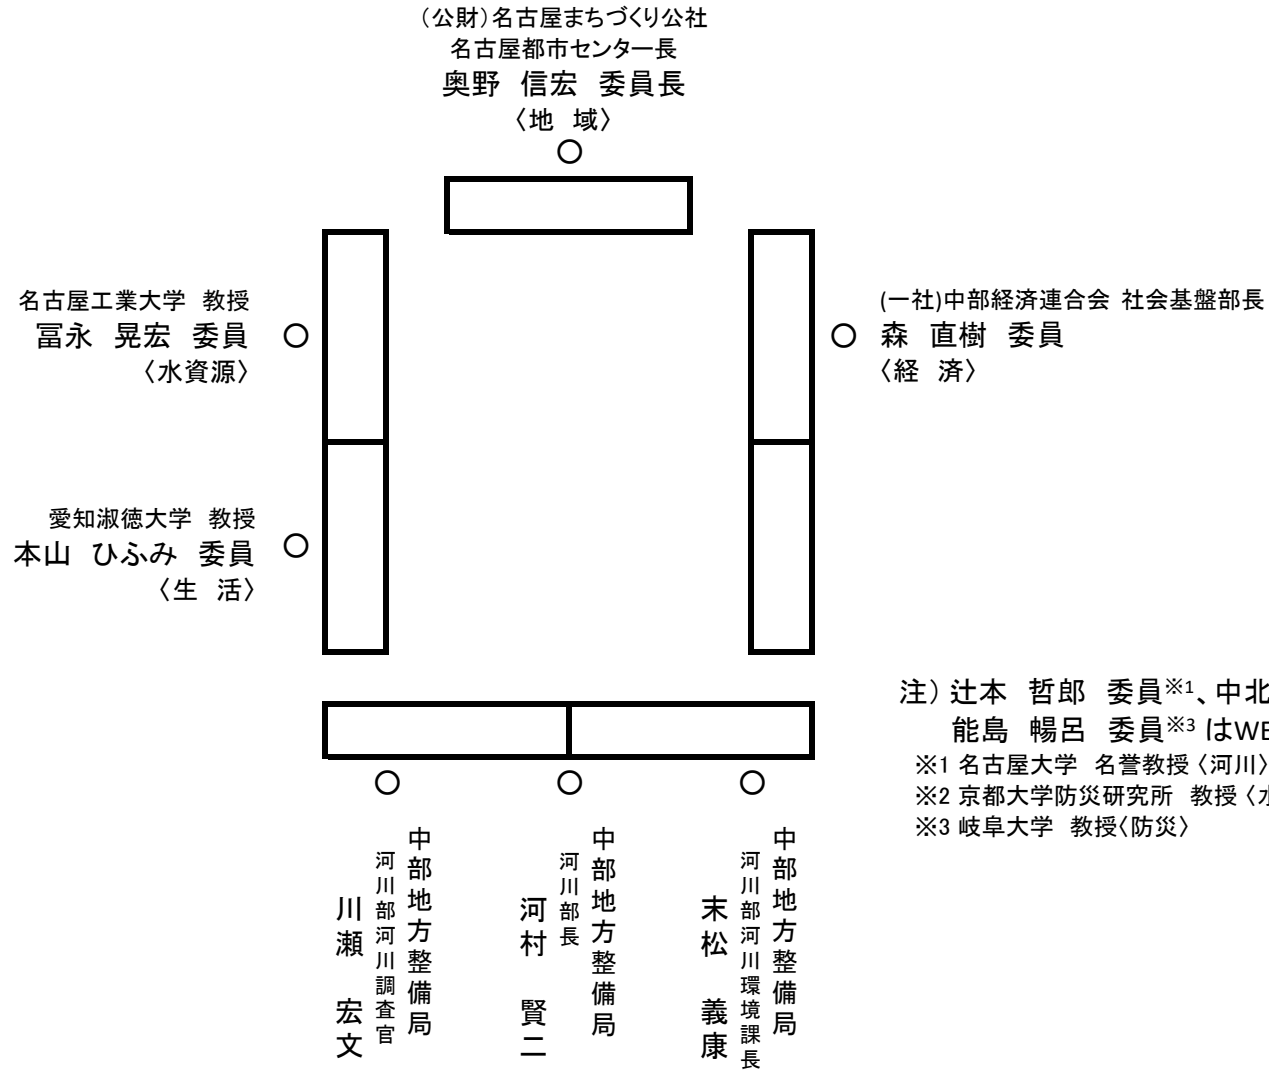 （公財）名古屋まちづくり公社
名古屋都市センター長
奥野　信宏　委員長
〈地　域〉
○
名古屋工業大学　教授
冨永　晃宏　委員　○
〈水資源〉
(一社)中部経済連合会 社会基盤部長
○　森　直樹　委員
〈経　済〉
愛知淑徳大学　教授
本山　ひふみ　委員　○
〈生　活〉
注）辻本　哲郎　委員※1、中北
能島　暢呂　委員※3 はWE
※1 名古屋大学　名誉教授〈河川〉
※2 京都大学防災研究所　教授〈
※3 岐阜大学　教授〈防災〉
○　○　○
中部地方整備局
河川部河川環境課長
末松　義康
中部地方整備局
河川部長
河村　賢二
中部地方整備局
河川部河川調査官
川瀬　宏文